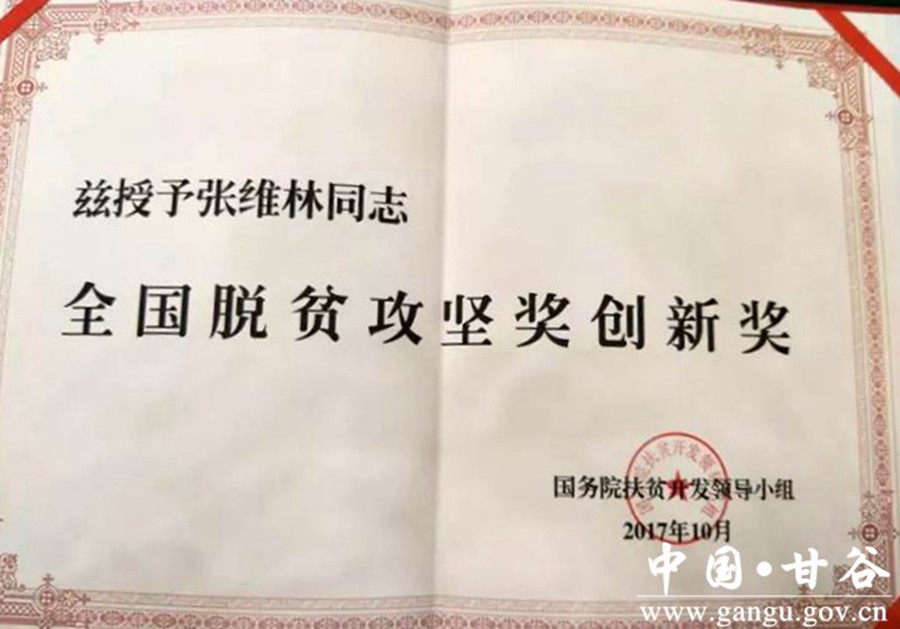 兹授予张维林同志
全国脱贫攻坚奖创新奖
国务院扶贫开发领导小组
2017年10月
中国·甘谷
www.gangu.gov.cn